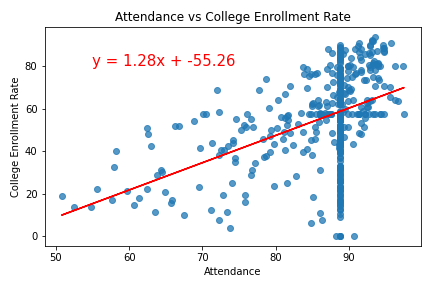 Attendance vs College Enrollment Rate
y = 1.28x + -55.26
College Enrollment Rate
80
60
40
20
0
50 60 70 80 90
Attendance